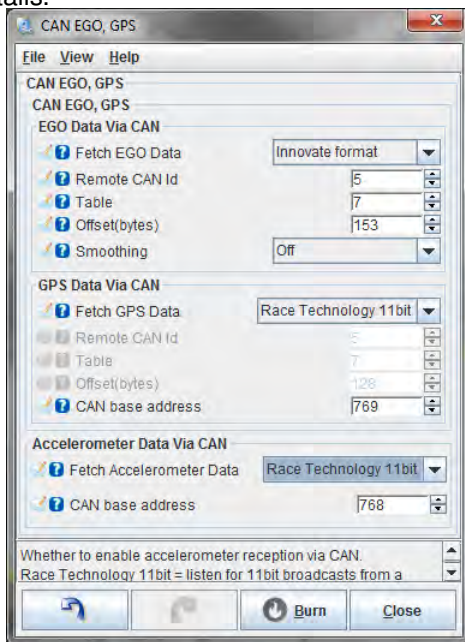 tails.
CAN EGO, GPS
File View Help
CAN EGO, GPS
CAN EGO, GPS
EGO Data Via CAN
Fetch EGO Data Innovate format
Remote CAN Id 5
Table 7
Offset(bytes) 153
Smoothing Off
GPS Data Via CAN
Fetch GPS Data Race Technology 11bit
Remote CAN Id 5
Table 7
Offset(bytes) 128
CAN base address 769
Accelerometer Data Via CAN
Fetch Accelerometer Data Race Technology 11bit
CAN base address 768
Whether to enable accelerometer reception via CAN.
Race Technology 11bit = listen for 11bit broadcasts from a
Burn Close